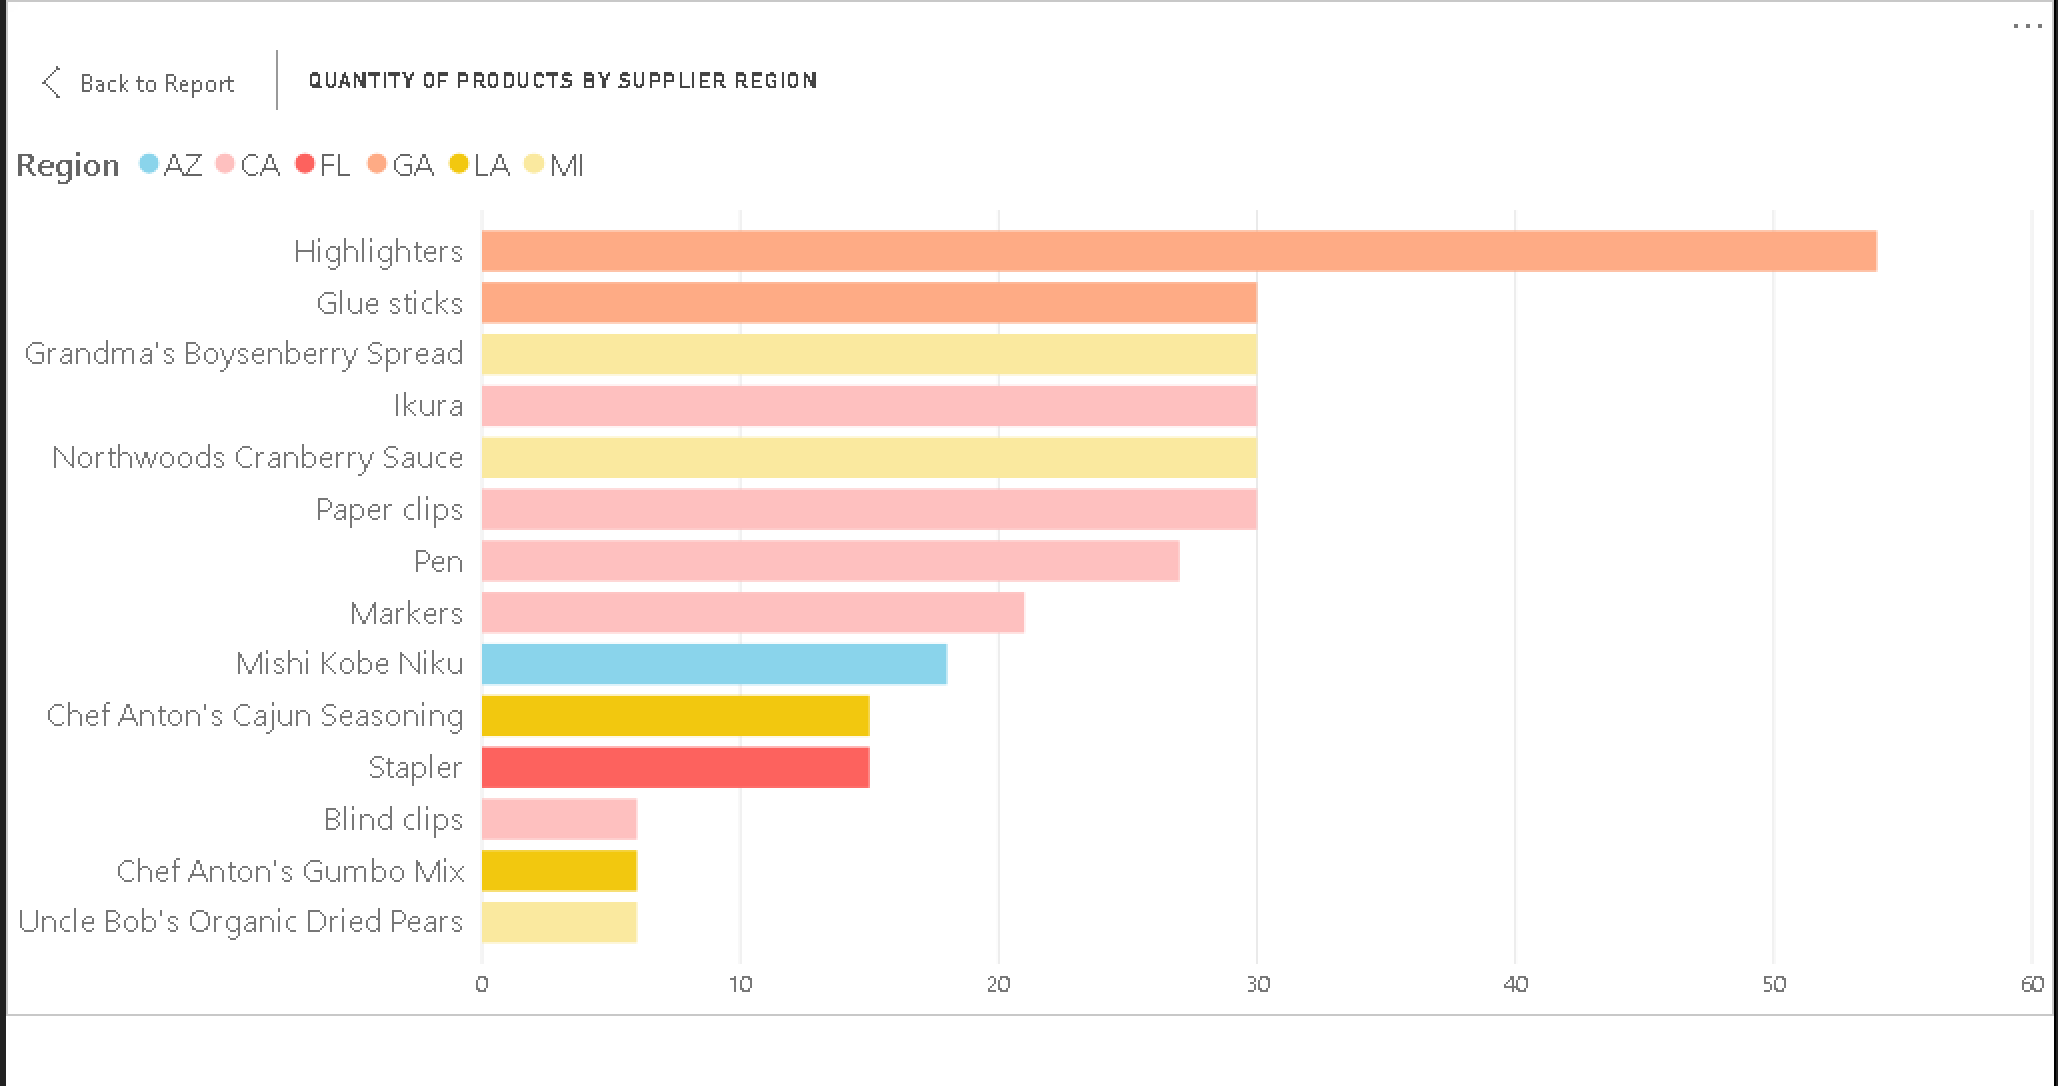 ...
Back to Report
QUANTITY OF PRODUCTS BY SUPPLIER REGION
Region AZ CA FL GA LA MI
Highlighters
Glue sticks
Grandma's Boysenberry Spread
Ikura
Northwoods Cranberry Sauce
Paper clips
Pen
Markers
Mishi Kobe Niku
Chef Anton's Cajun Seasoning
Stapler
Blind clips
Chef Anton's Gumbo Mix
Uncle Bob's Organic Dried Pears
0 10 20 30 40 50 60